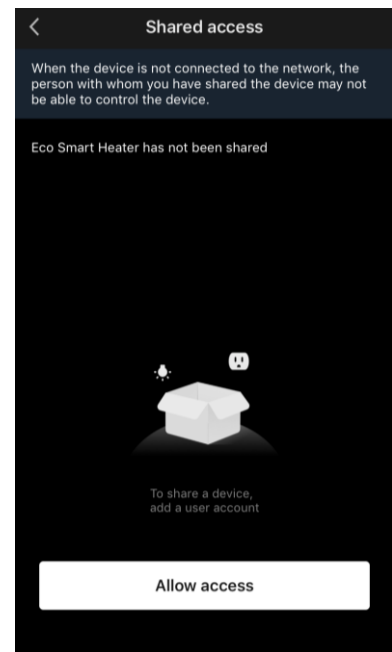 Shared access
When the device is not connected to the network, the
person with whom you have shared the device may not
be able to control the device.
Eco Smart Heater has not been shared
To share a device,
add a user account
Allow access